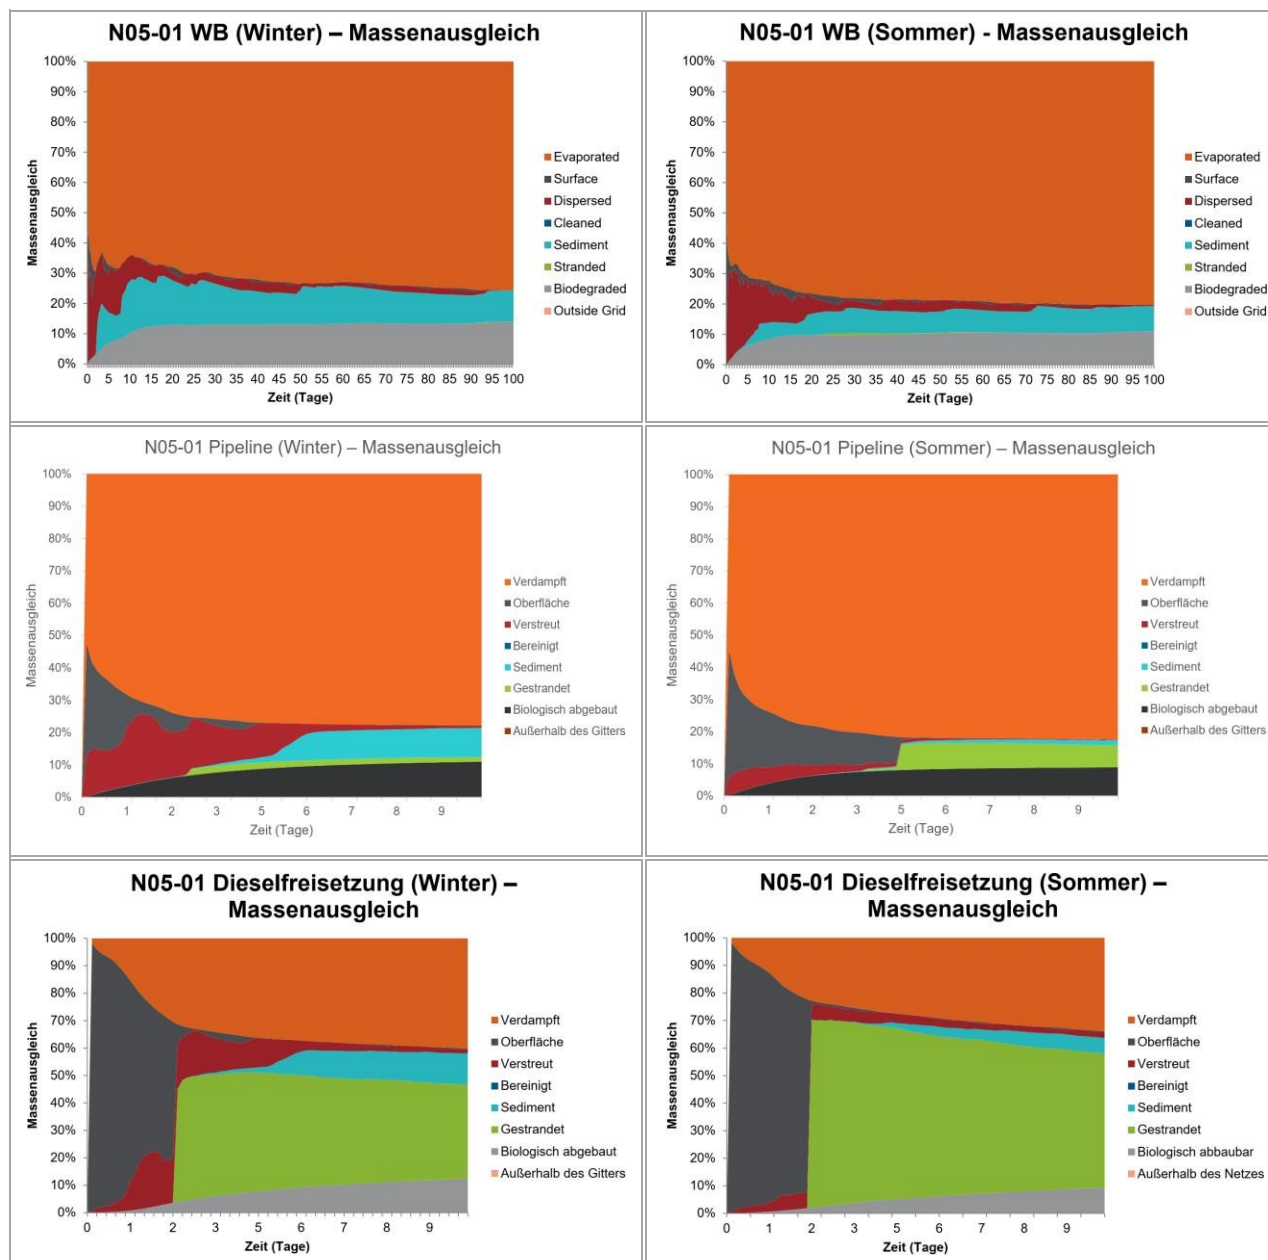 N05-01 WB (Winter) – Massenausgleich
100%
90%
80%
70%
60%
50%
40%
30%
20%
10%
0%
Massenausgleich
0 5 10 15 20 25 30 35 40 45 50 55 60 65 70 75 80 85 90 95 100
Zeit (Tage)
Evaporated
Surface
Dispersed
Cleaned
Sediment
Stranded
Biodegraded
Outside Grid
N05-01 WB (Sommer) - Massenausgleich
100%
90%
80%
70%
60%
50%
40%
30%
20%
10%
0%
Massenausgleich
0 5 10 15 20 25 30 35 40 45 50 55 60 65 70 75 80 85 90 95 100
Zeit (Tage)
Evaporated
Surface
Dispersed
Cleaned
Sediment
Stranded
Biodegraded
Outside Grid
N05-01 Pipeline (Winter) – Massenausgleich
100%
90%
80%
70%
60%
50%
40%
30%
20%
10%
0%
Massenausgleich
0 1 2 3 5 6 7 8 9
Zeit (Tage)
Verdampft
Oberfläche
Verstreut
Bereinigt
Sediment
Gestrandet
Biologisch abgebaut
Außerhalb des Gitters
N05-01 Pipeline (Sommer) – Massenausgleich
100%
90%
80%
70%
60%
50%
40%
30%
20%
10%
0%
Massenausgleich
0 1 2 3 5 6 7 8 9
Zeit (Tage)
Verdampft
Oberfläche
Verstreut
Bereinigt
Sediment
Gestrandet
Biologisch abgebaut
Außerhalb des Gitters
N05-01 Dieselfreisetzung (Winter) –
Massenausgleich
100%
90%
80%
70%
60%
50%
40%
30%
20%
10%
0%
Massenausgleich
0 1 2 3 5 6 7 8 9
Zeit (Tage)
Verdampft
Oberfläche
Verstreut
Bereinigt
Sediment
Gestrandet
Biologisch abgebaut
Außerhalb des Gitters
N05-01 Dieselfreisetzung (Sommer) –
Massenausgleich
100%
90%
80%
70%
60%
50%
40%
30%
20%
10%
0%
Massenausgleich
0 1 2 3 5 6 7 8 9
Zeit (Tage)
Verdampft
Oberfläche
Verstreut
Bereinigt
Sediment
Gestrandet
Biologisch abbaubar
Außerhalb des Netzes